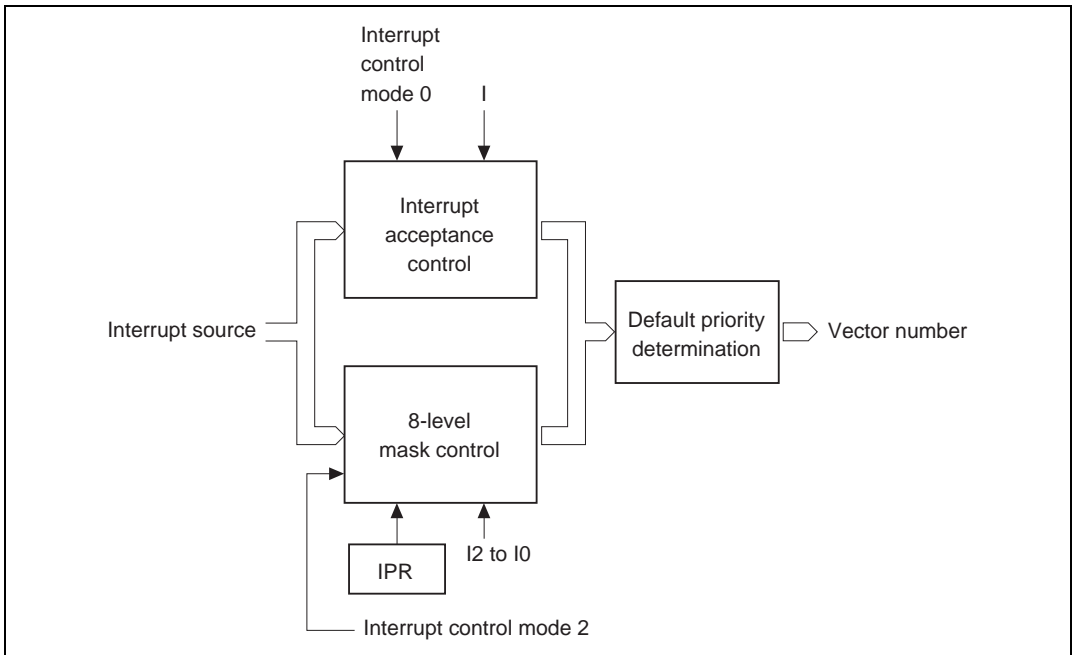 Interrupt
control
mode 0
I
Interrupt
acceptance
control
Interrupt source
Default priority
determination
Vector number
8-level
mask control
I2 to I0
IPR
Interrupt control mode 2